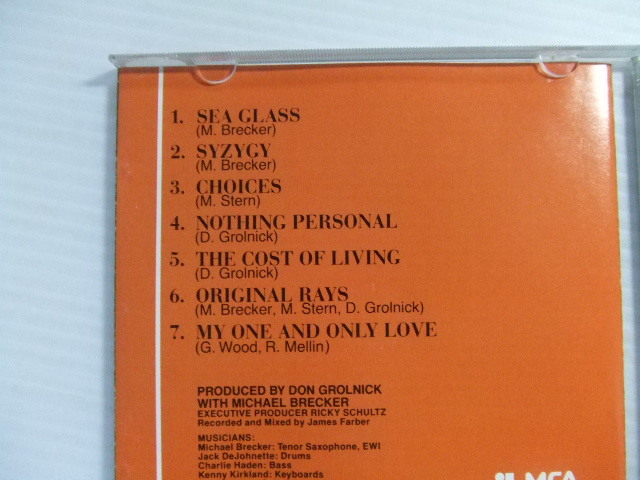 1. SEA GLASS
(M. Brecker)
2. SYZYGY
(M. Brecker)
3. CHOICES
(M. Stern)
4. NOTHING PERSONAL
(D. Grolnick)
5. THE COST OF LIVING
(D. Grolnick)
6. ORIGINAL RAYS
(M. Brecker, M. Stern, D. Grolnick)
7. MY ONE AND ONLY LOVE
(G. Wood, R. Mellin)
PRODUCED BY DON GROLNICK
WITH MICHAEL BRECKER
EXECUTIVE PRODUCER RICKY SCHULTZ
Recorded and Mixed by James Farber
MUSICIANS:
Michael Brecker: Tenor Saxophone, EWI
Jack DeJohnette: Drums
Charlie Haden: Bass
Kenny Kirkland: Keyboards
MCA